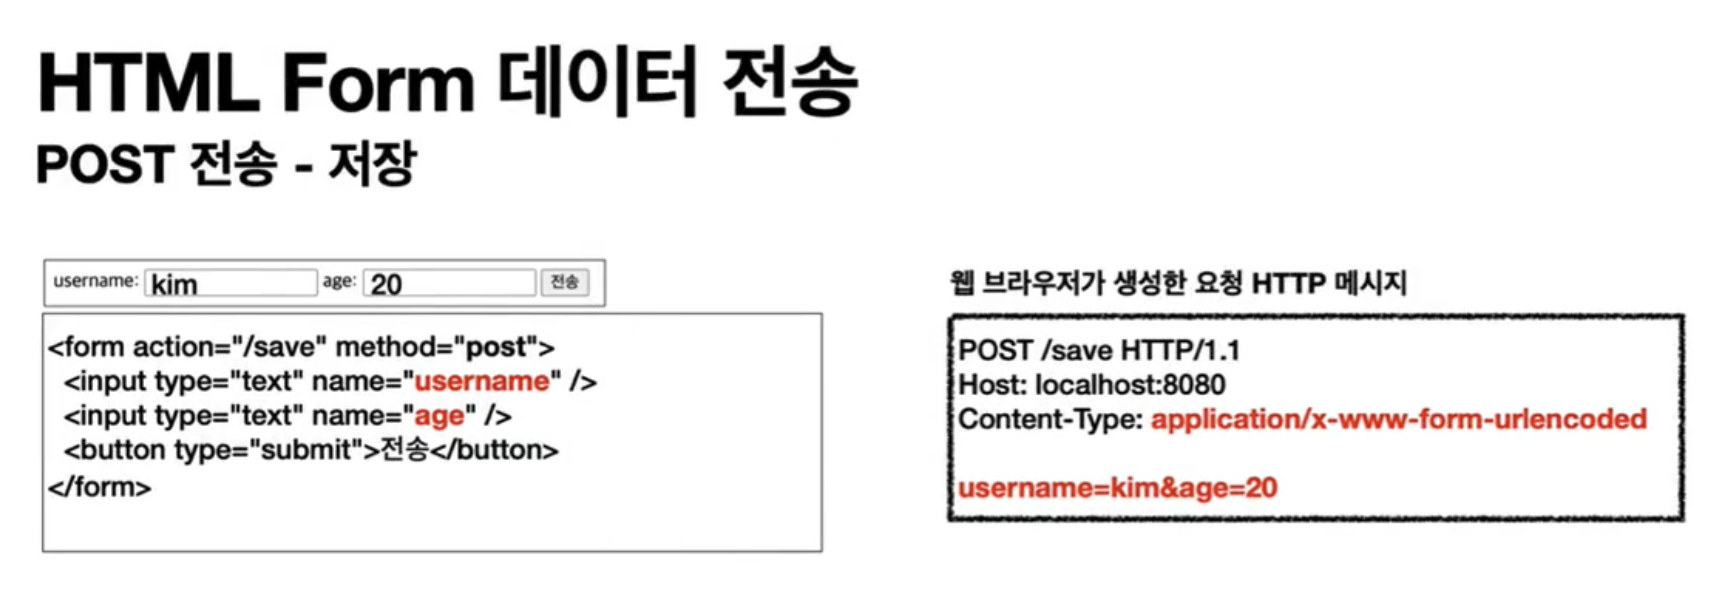 HTML Form 데이터 전송
POST 전송 - 저장
username: kim age: 20 전송
<form action="/save" method="post">
<input type="text" name="username" />
<input type="text" name="age" />
<button type="submit">전송</button>
</form>
웹 브라우저가 생성한 요청 HTTP 메시지
POST /save HTTP/1.1
Host: localhost:8080
Content-Type: application/x-www-form-urlencoded
username=kim&age=20